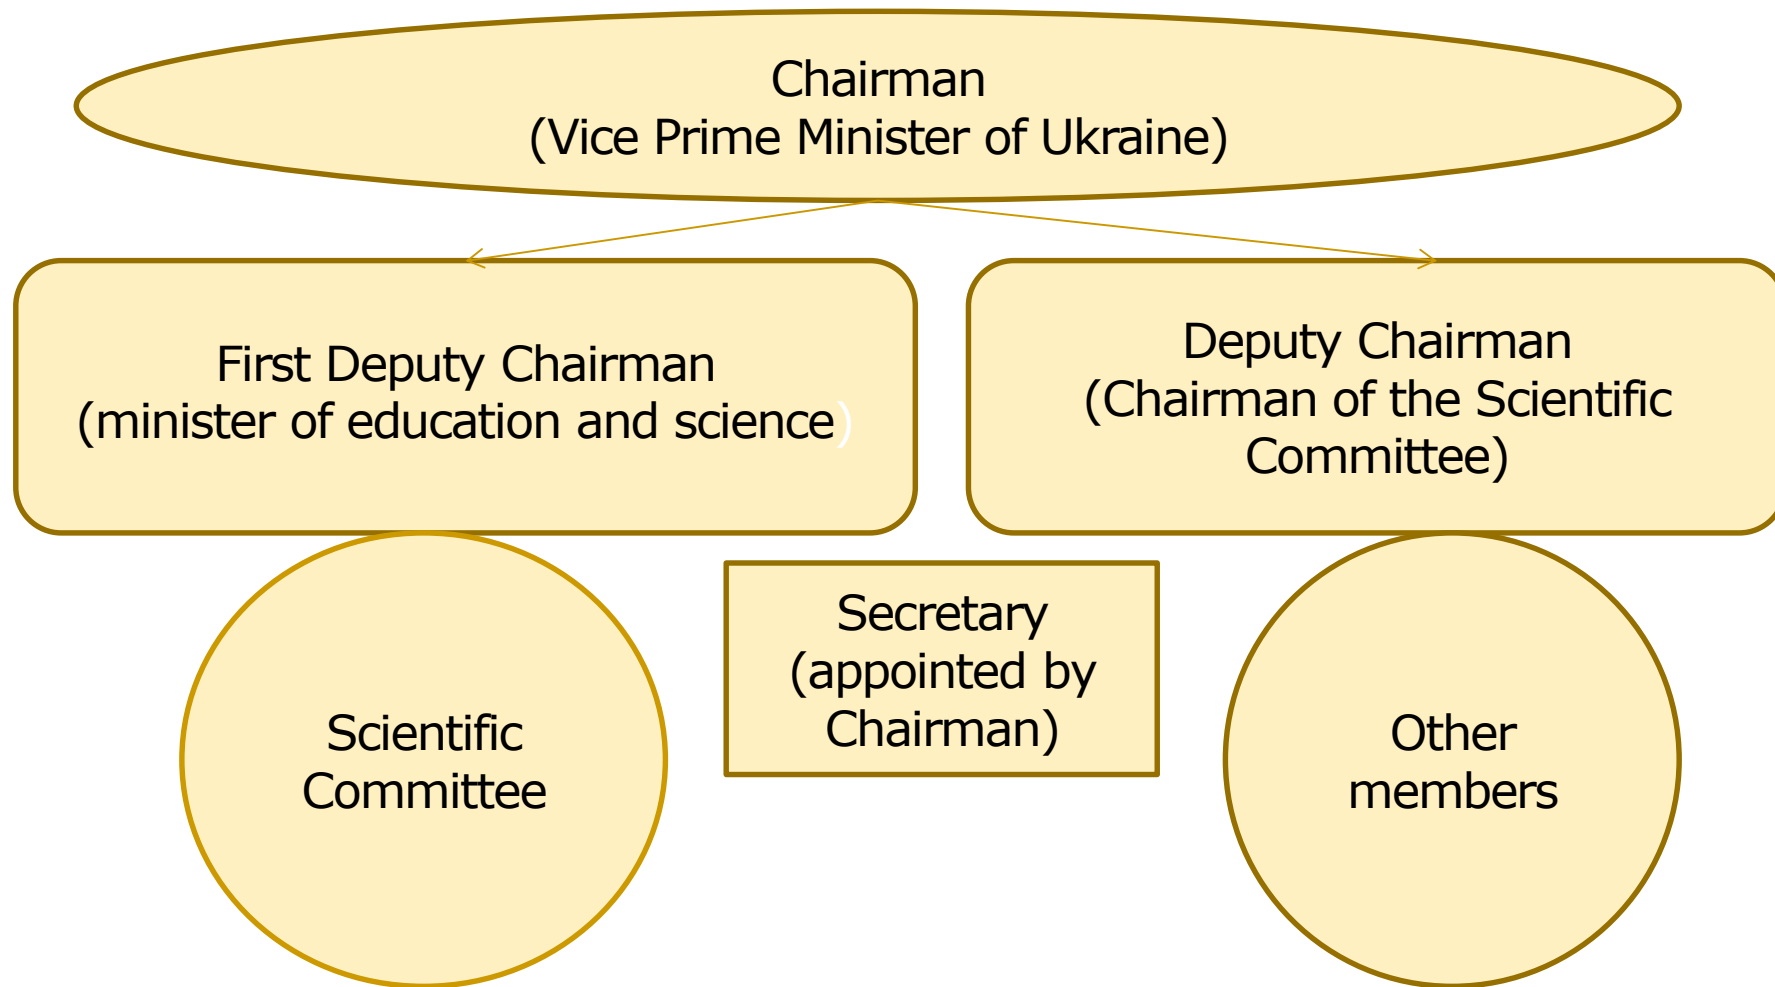 Chairman
(Vice Prime Minister of Ukraine)
First Deputy Chairman
(minister of education and science)
Deputy Chairman
(Chairman of the Scientific
Committee)
Secretary
(appointed by
Chairman)
Scientific
Committee
Other
members